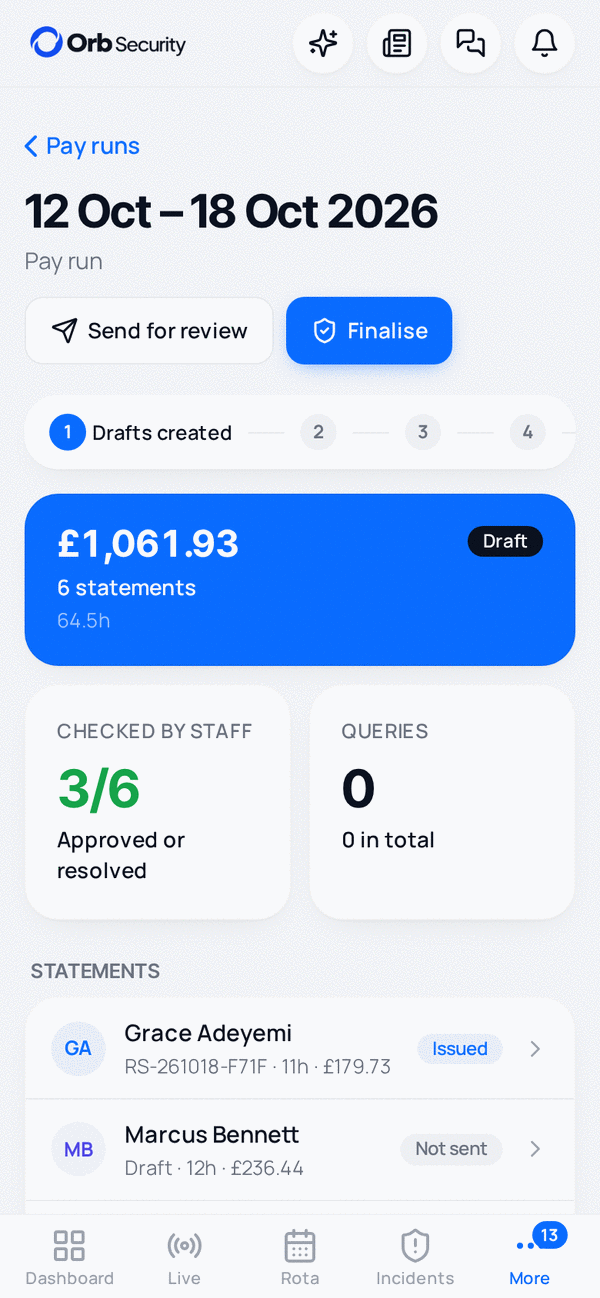 Orb Security
Pay runs
12 Oct – 18 Oct 2026
Pay run
Send for review
Finalise
1 Drafts created 2 3 4
£1,061.93
Draft
6 statements
64.5h
CHECKED BY STAFF
3/6
Approved or
resolved
QUERIES
0
0 in total
STATEMENTS
GA
Grace Adeyemi
RS-261018-F71F · 11h · £179.73
Issued
MB
Marcus Bennett
Draft · 12h · £236.44
Not sent
13
Dashboard
Live
Rota
Incidents
More